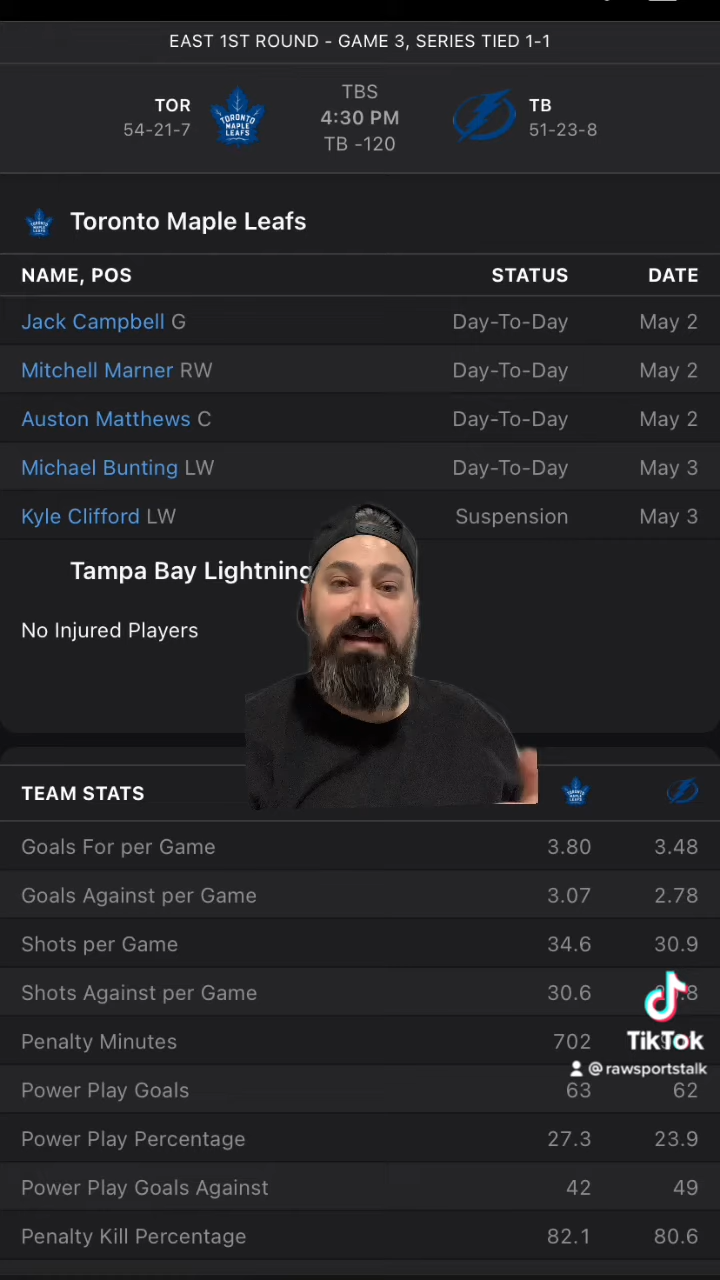 EAST 1ST ROUND - GAME 3, SERIES TIED 1-1
TOR
54-21-7
TORONTO MAPLE LEAFS
TBS
4:30 PM
TB -120
TB
51-23-8
Toronto Maple Leafs
NAME, POS STATUS DATE
Jack Campbell G Day-To-Day May 2
Mitchell Marner RW Day-To-Day May 2
Auston Matthews C Day-To-Day May 2
Michael Bunting LW Day-To-Day May 3
Kyle Clifford LW Suspension May 3
Tampa Bay Lightning
No Injured Players
TEAM STATS
Goals For per Game 3.80 3.48
Goals Against per Game 3.07 2.78
Shots per Game 34.6 30.9
Shots Against per Game 30.6
Penalty Minutes 702
TikTok
@rawsportstalk
Power Play Goals 63 62
Power Play Percentage 27.3 23.9
Power Play Goals Against 42 49
Penalty Kill Percentage 82.1 80.6